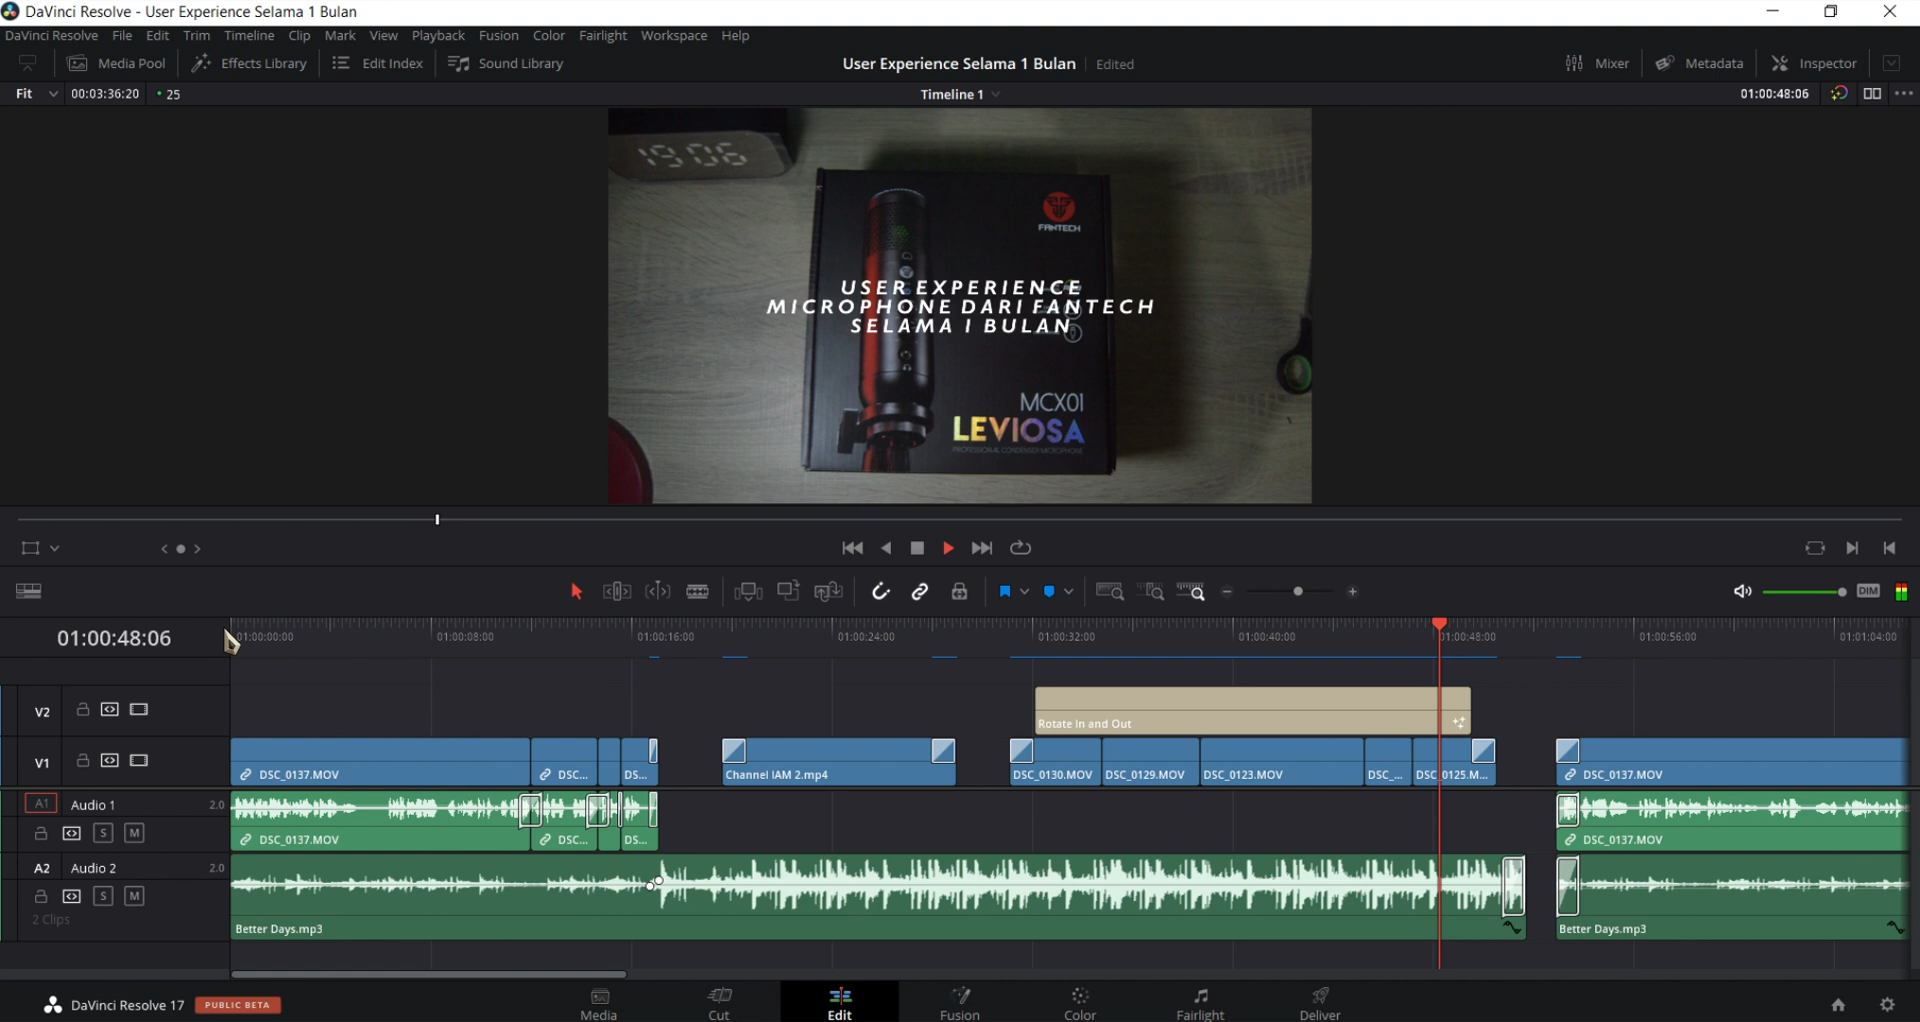 DaVinci Resolve - User Experience Selama 1 Bulan
DaVinci Resolve File Edit Trim Timeline Clip Mark View Playback Fusion Color Fairlight Workspace Help
Media Pool Effects Library Edit Index Sound Library User Experience Selama 1 Bulan Edited Mixer Metadata Inspector
Fit 00:03:36:20 25 Timeline 1 01:00:48:06
19:06
FANTECH
USER EXPERIENCE
MICROPHONE DARI FANTECH
SELAMA 1 BULAN
MCX01
LEVIOSA
PROFESSIONAL CONDENSER MICROPHONE
DIM
01:00:48:06 01:00:00:00 01:00:08:00 01:00:16:00 01:00:24:00 01:00:32:00 01:00:40:00 01:00:48:00 01:00:56:00 01:01:04:00
V2
Rotate In and Out
V1
DSC_0137.MOV DSC... DS... Channel IAM 2.mp4 DSC_0130.MOV DSC_0129.MOV DSC_0123.MOV DSC_... DSC_0125.M... DSC_0137.MOV
A1 Audio 1 2.0
S M DSC_0137.MOV DSC... DS... DSC_0137.MOV
A2 Audio 2 2.0
S M
2 Clips
Better Days.mp3 Better Days.mp3
DaVinci Resolve 17 PUBLIC BETA
Media Cut Edit Fusion Color Fairlight Deliver